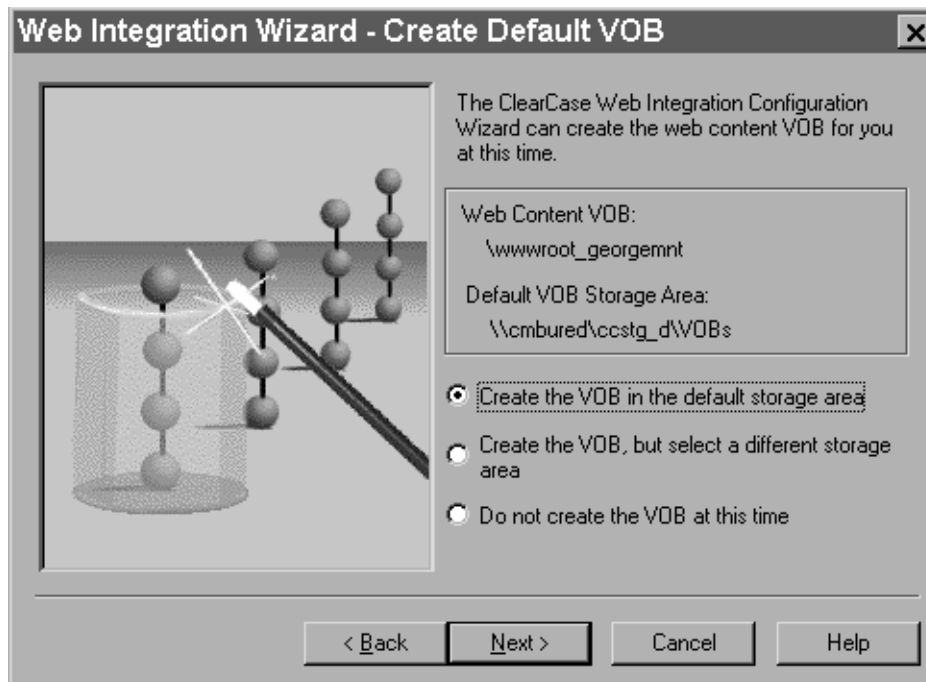 Web Integration Wizard - Create Default VOB
The ClearCase Web Integration Configuration
Wizard can create the web content VOB for you
at this time.
Web Content VOB:
\wwwroot_georgemnt
Default VOB Storage Area:
\\cmbured\ccstg_d\VOBs
Create the VOB in the default storage area
Create the VOB, but select a different storage
area
Do not create the VOB at this time
< Back
Next >
Cancel
Help